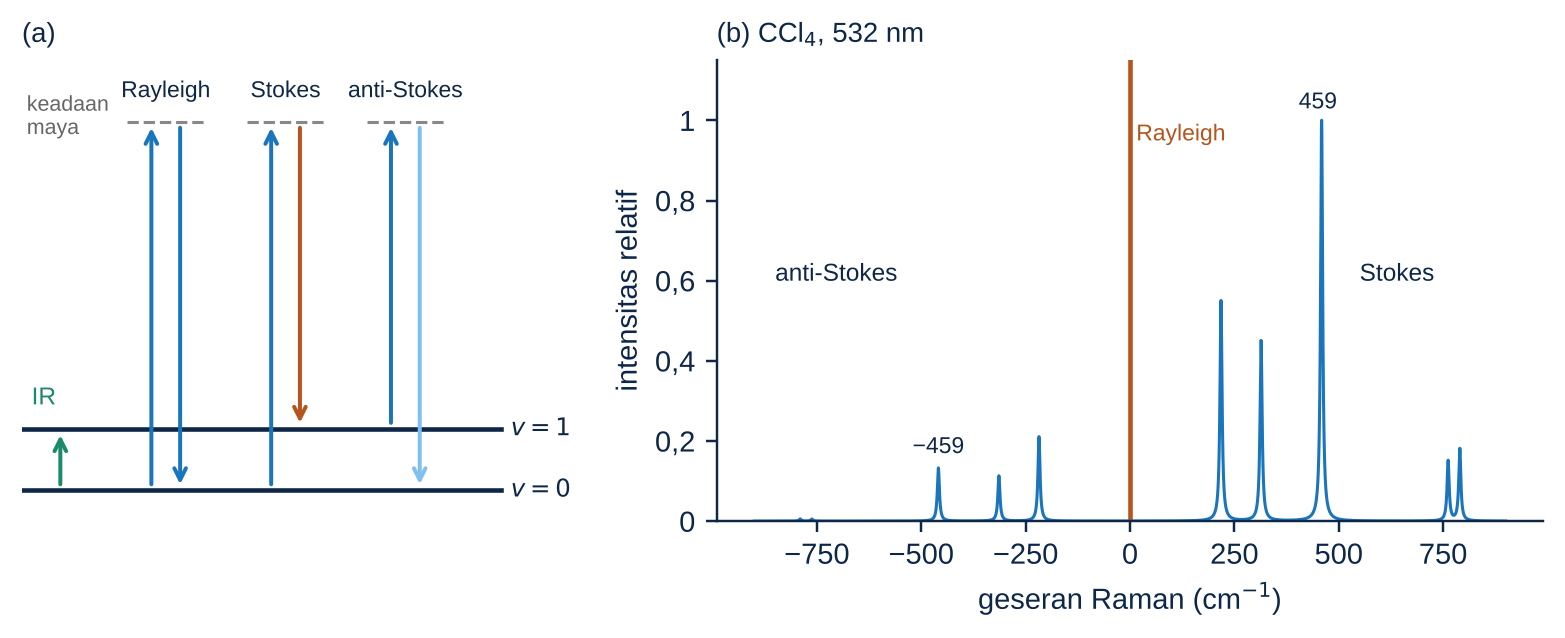 (a)
keadaan
maya
Rayleigh
Stokes
anti-Stokes
IR
v = 1
v = 0
(b) CCl₄, 532 nm
intensitas relatif
1
0,8
0,6
0,4
0,2
0
459
Rayleigh
anti-Stokes
Stokes
−459
−750
−500
−250
0
250
500
750
geseran Raman (cm⁻¹)